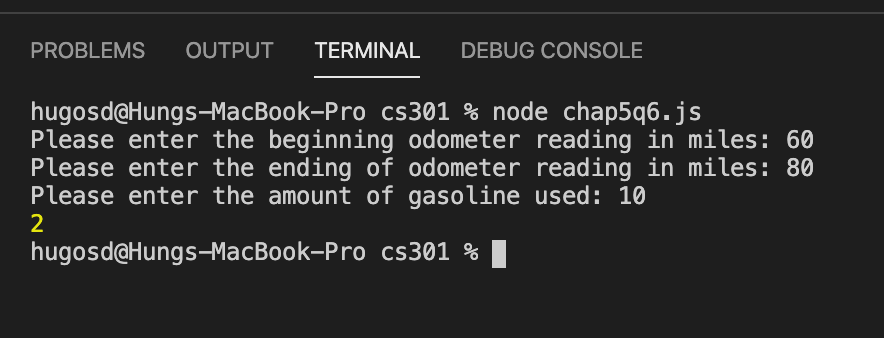 PROBLEMS OUTPUT TERMINAL DEBUG CONSOLE
hugosd@Hungs-MacBook-Pro cs301 % node chap5q6.js
Please enter the beginning odometer reading in miles: 60
Please enter the ending of odometer reading in miles: 80
Please enter the amount of gasoline used: 10
2
hugosd@Hungs-MacBook-Pro cs301 %